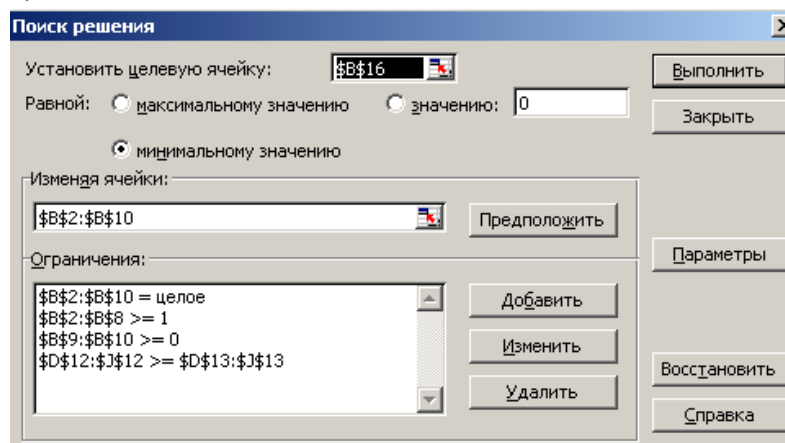 Поиск решения
Установить целевую ячейку: $B$16
Выполнить
Равной: максимальному значению значению: 0
Закрыть
минимальному значению
Изменяя ячейки:
$B$2:$B$10
Предположить
Ограничения:
Параметры
$B$2:$B$10 = целое
$B$2:$B$8 >= 1
$B$9:$B$10 >= 0
$D$12:$J$12 >= $D$13:$J$13
Добавить
Изменить
Удалить
Восстановить
Справка